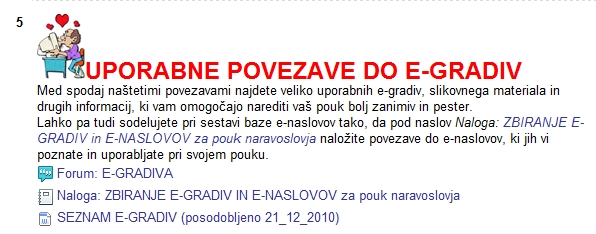 5
UPORABNE POVEZAVE DO E-GRADIV
Med spodaj naštetimi povezavami najdete veliko uporabnih e-gradiv, slikovnega materiala in
drugih informacij, ki vam omogočajo narediti vaš pouk bolj zanimiv in pester.
Lahko pa tudi sodelujete pri sestavi baze e-naslovov tako, da pod naslov Naloga: ZBIRANJE E-
GRADIV in E-NASLOVOV za pouk naravoslovja naložite povezave do e-naslovov, ki jih vi
poznate in uporabljate pri svojem pouku.
Forum: E-GRADIVA
Naloga: ZBIRANJE E-GRADIV IN E-NASLOVOV za pouk naravoslovja
SEZNAM E-GRADIV (posodobljeno 21_12_2010)